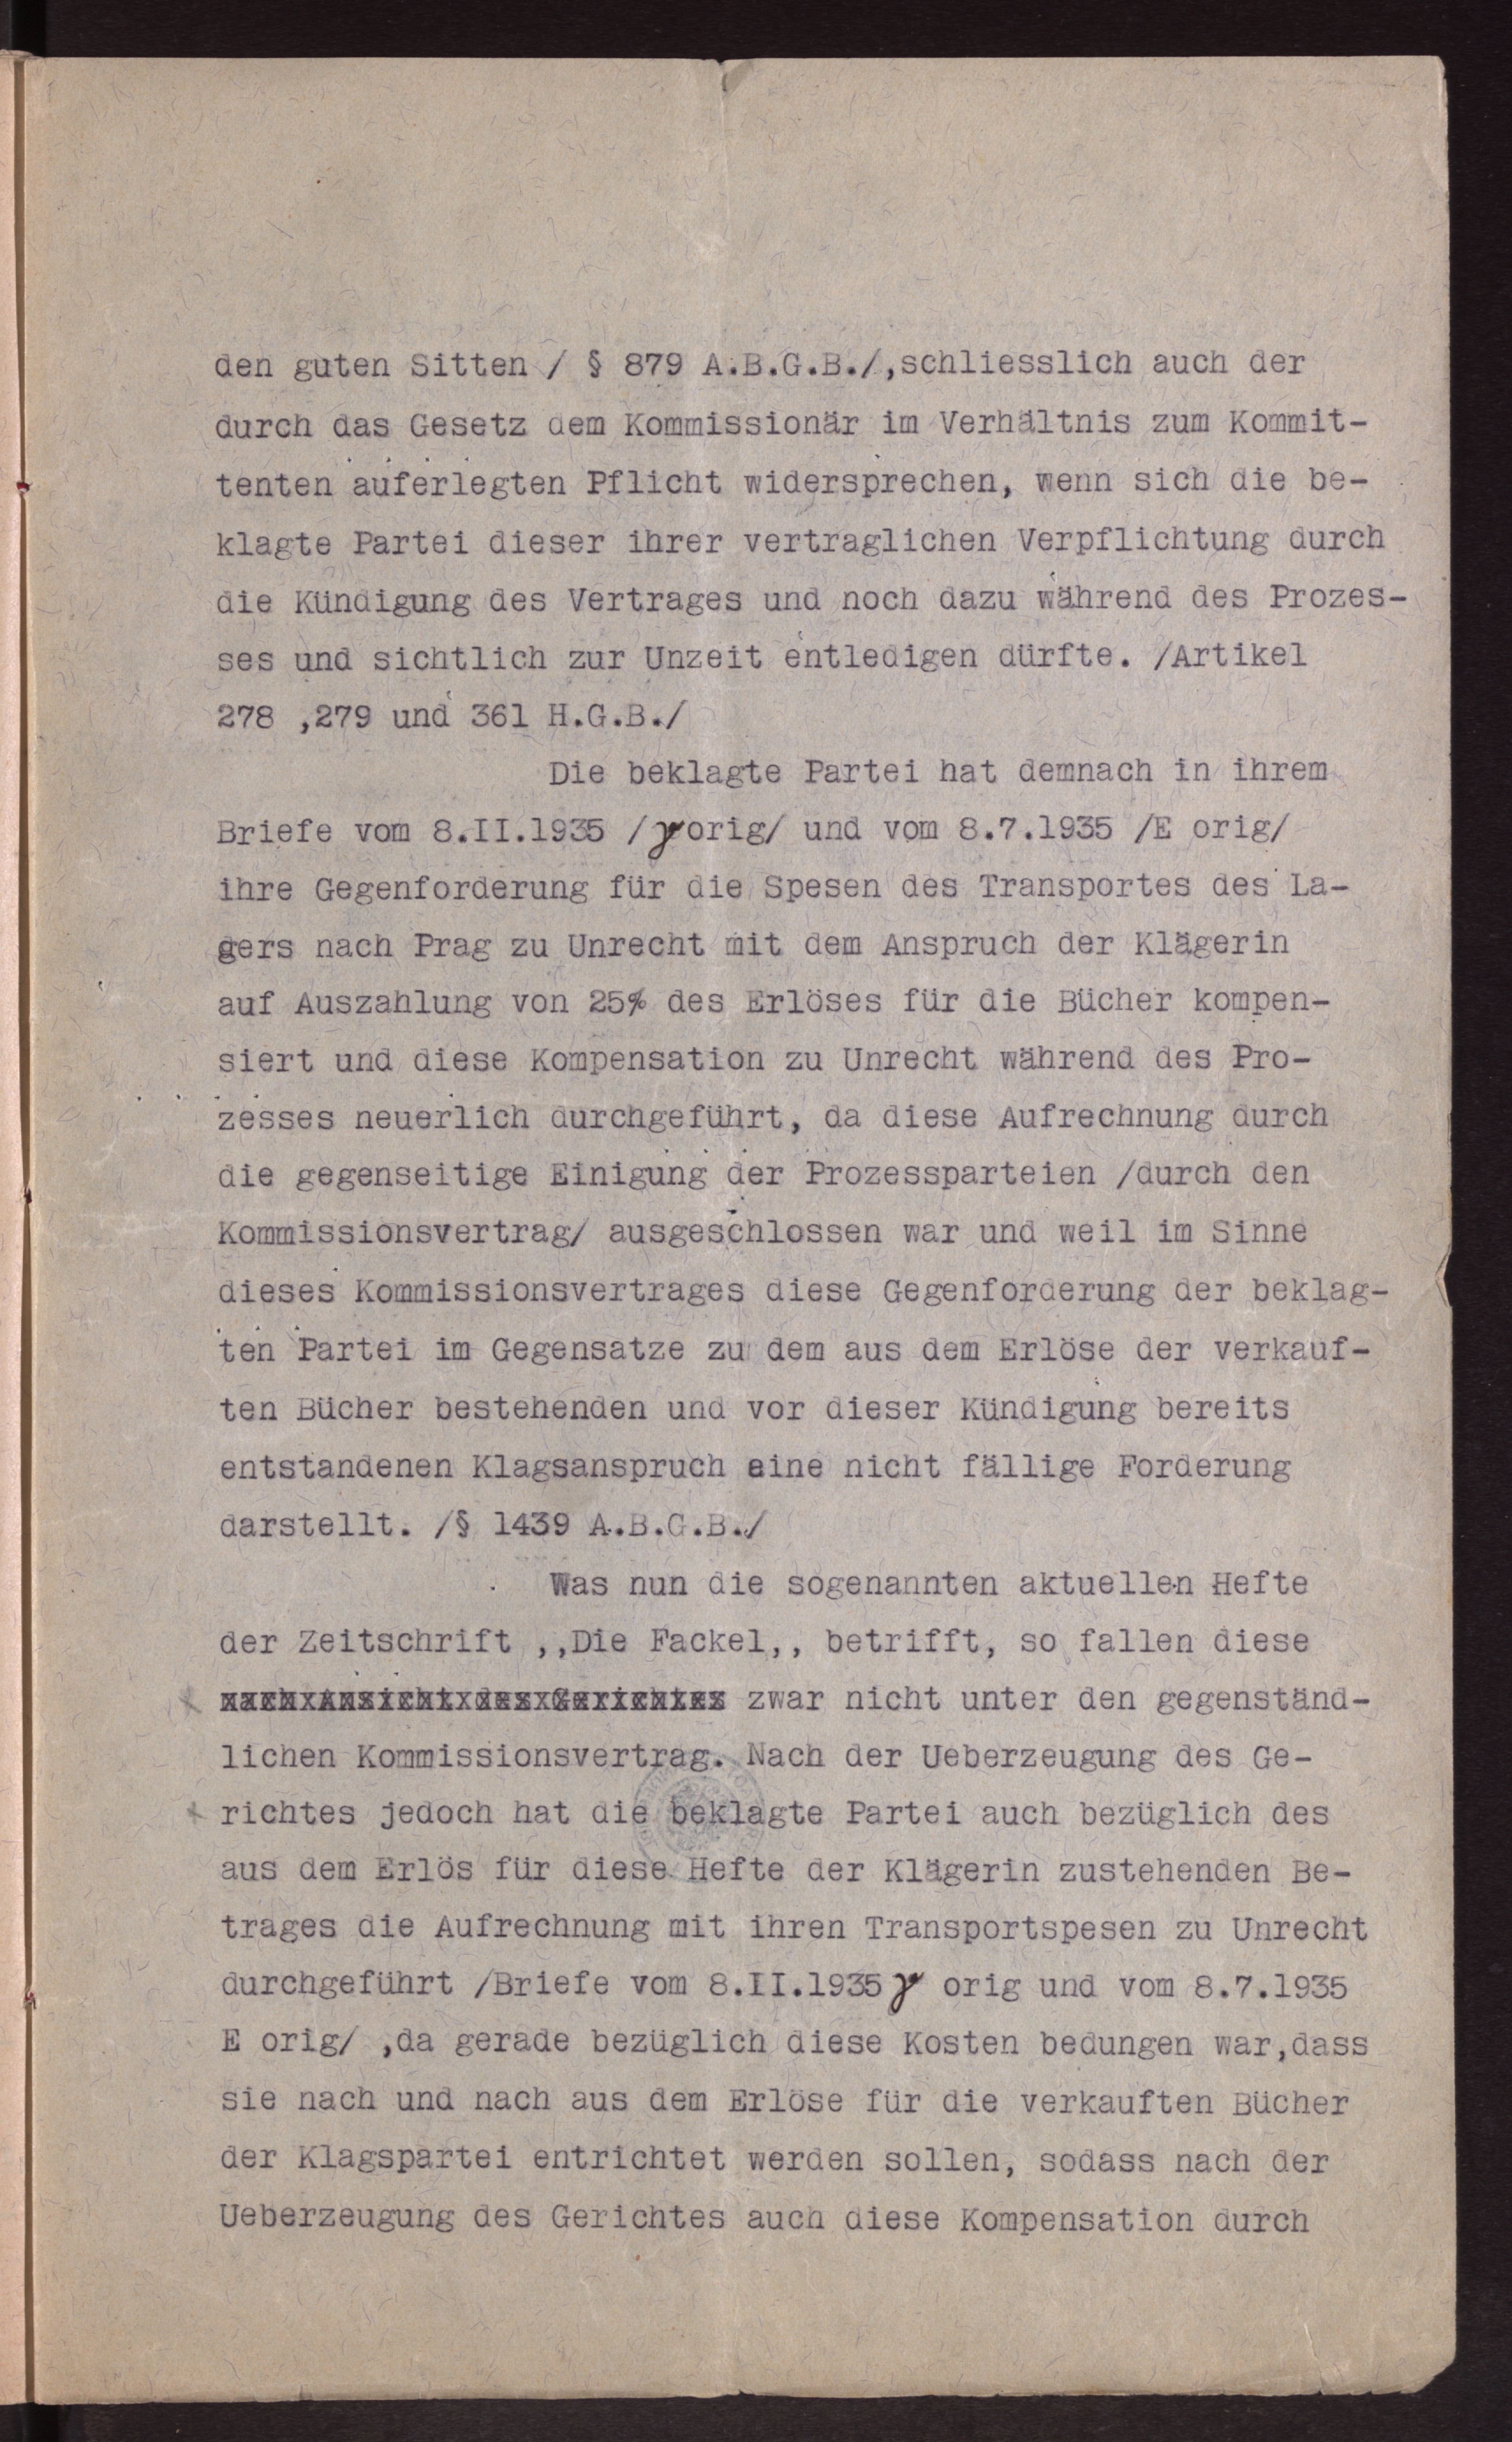 den guten Sitten / § 879 A.B.G.B./,schliesslich auch der
durch das Gesetz dem Kommissionär im Verhältnis zum Kommit-
tenten auferlegten Pflicht widersprechen, wenn sich die be-
klagte Partei dieser ihrer vertraglichen Verpflichtung durch
die Kündigung des Vertrages und noch dazu während des Prozes-
ses und sichtlich zur Unzeit entledigen dürfte. /Artikel
278 ,279 und 361 H.G.B./
Die beklagte Partei hat demnach in ihrem
Briefe vom 8.II.1935 /γ orig/ und vom 8.7.1935 /E orig/
ihre Gegenforderung für die Spesen des Transportes des La-
gers nach Prag zu Unrecht mit dem Anspruch der Klägerin
auf Auszahlung von 25% des Erlöses für die Bücher kompen-
siert und diese Kompensation zu Unrecht während des Pro-
zesses neuerlich durchgeführt, da diese Aufrechnung durch
die gegenseitige Einigung der Prozessparteien /durch den
Kommissionsvertrag/ ausgeschlossen war und weil im Sinne
dieses Kommissionsvertrages diese Gegenforderung der beklag-
ten Partei im Gegensatze zu dem aus dem Erlöse der verkauf-
ten Bücher bestehenden und vor dieser Kündigung bereits
entstandenen Klagsanspruch eine nicht fällige Forderung
darstellt. /§ 1439 A.B.G.B./
Was nun die sogenannten aktuellen Hefte
der Zeitschrift ,,Die Fackel,, betrifft, so fallen diese
nach Ansicht des Gerichtes zwar nicht unter den gegenständ-
lichen Kommissionsvertrag. Nach der Ueberzeugung des Ge-
richtes jedoch hat die beklagte Partei auch bezüglich des
aus dem Erlös für diese Hefte der Klägerin zustehenden Be-
trages die Aufrechnung mit ihren Transportspesen zu Unrecht
durchgeführt /Briefe vom 8.II.1935 γ orig und vom 8.7.1935
E orig/ ,da gerade bezüglich diese Kosten bedungen war,dass
sie nach und nach aus dem Erlöse für die verkauften Bücher
der Klagspartei entrichtet werden sollen, sodass nach der
Ueberzeugung des Gerichtes auch diese Kompensation durch